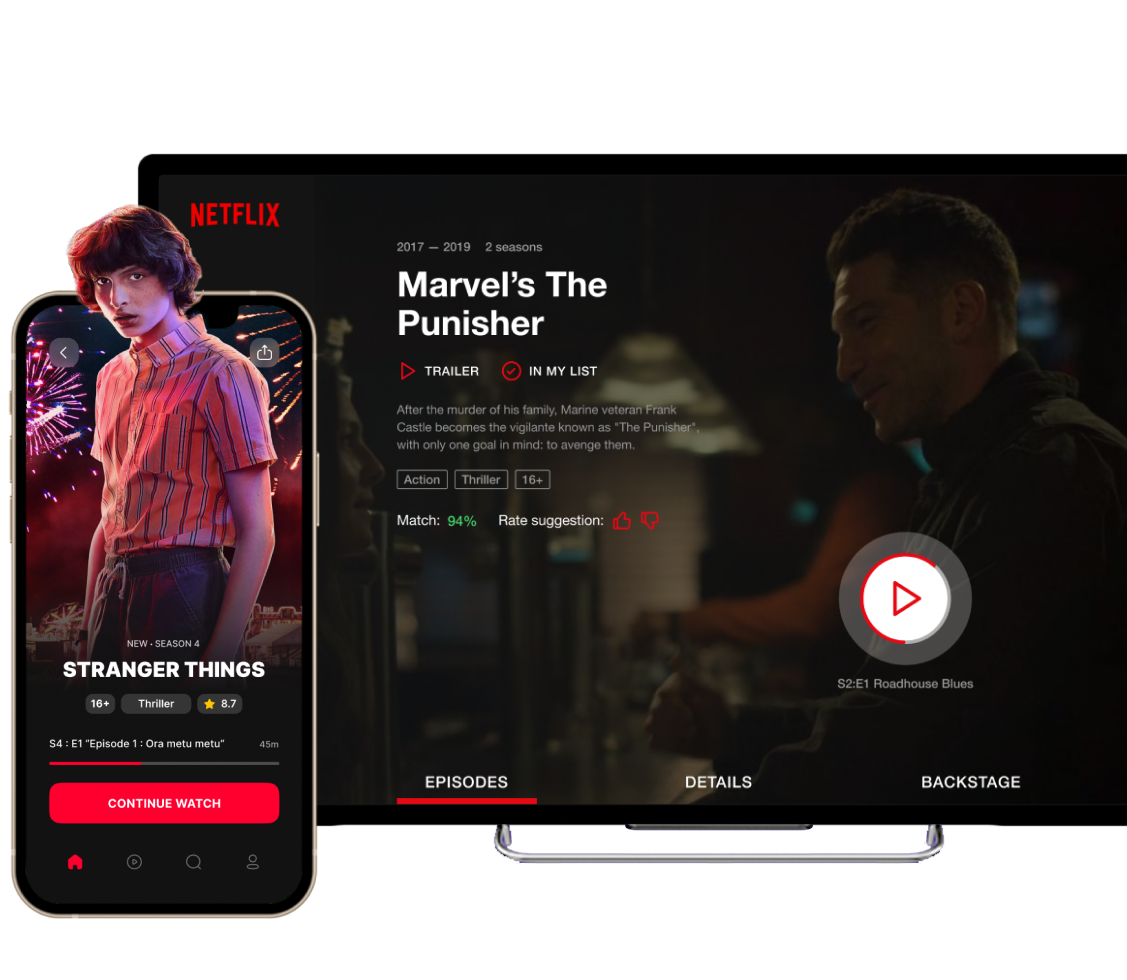 NETFLIX
2017 — 2019 2 seasons
Marvel’s The
Punisher
TRAILER IN MY LIST
After the murder of his family, Marine veteran Frank
Castle becomes the vigilante known as "The Punisher",
with only one goal in mind: to avenge them.
Action Thriller 16+
Match: 94% Rate suggestion:
S2:E1 Roadhouse Blues
EPISODES DETAILS BACKSTAGE
NEW • SEASON 4
STRANGER THINGS
16+ Thriller 8.7
S4 : E1 “Episode 1 : Ora metu metu” 45m
CONTINUE WATCH